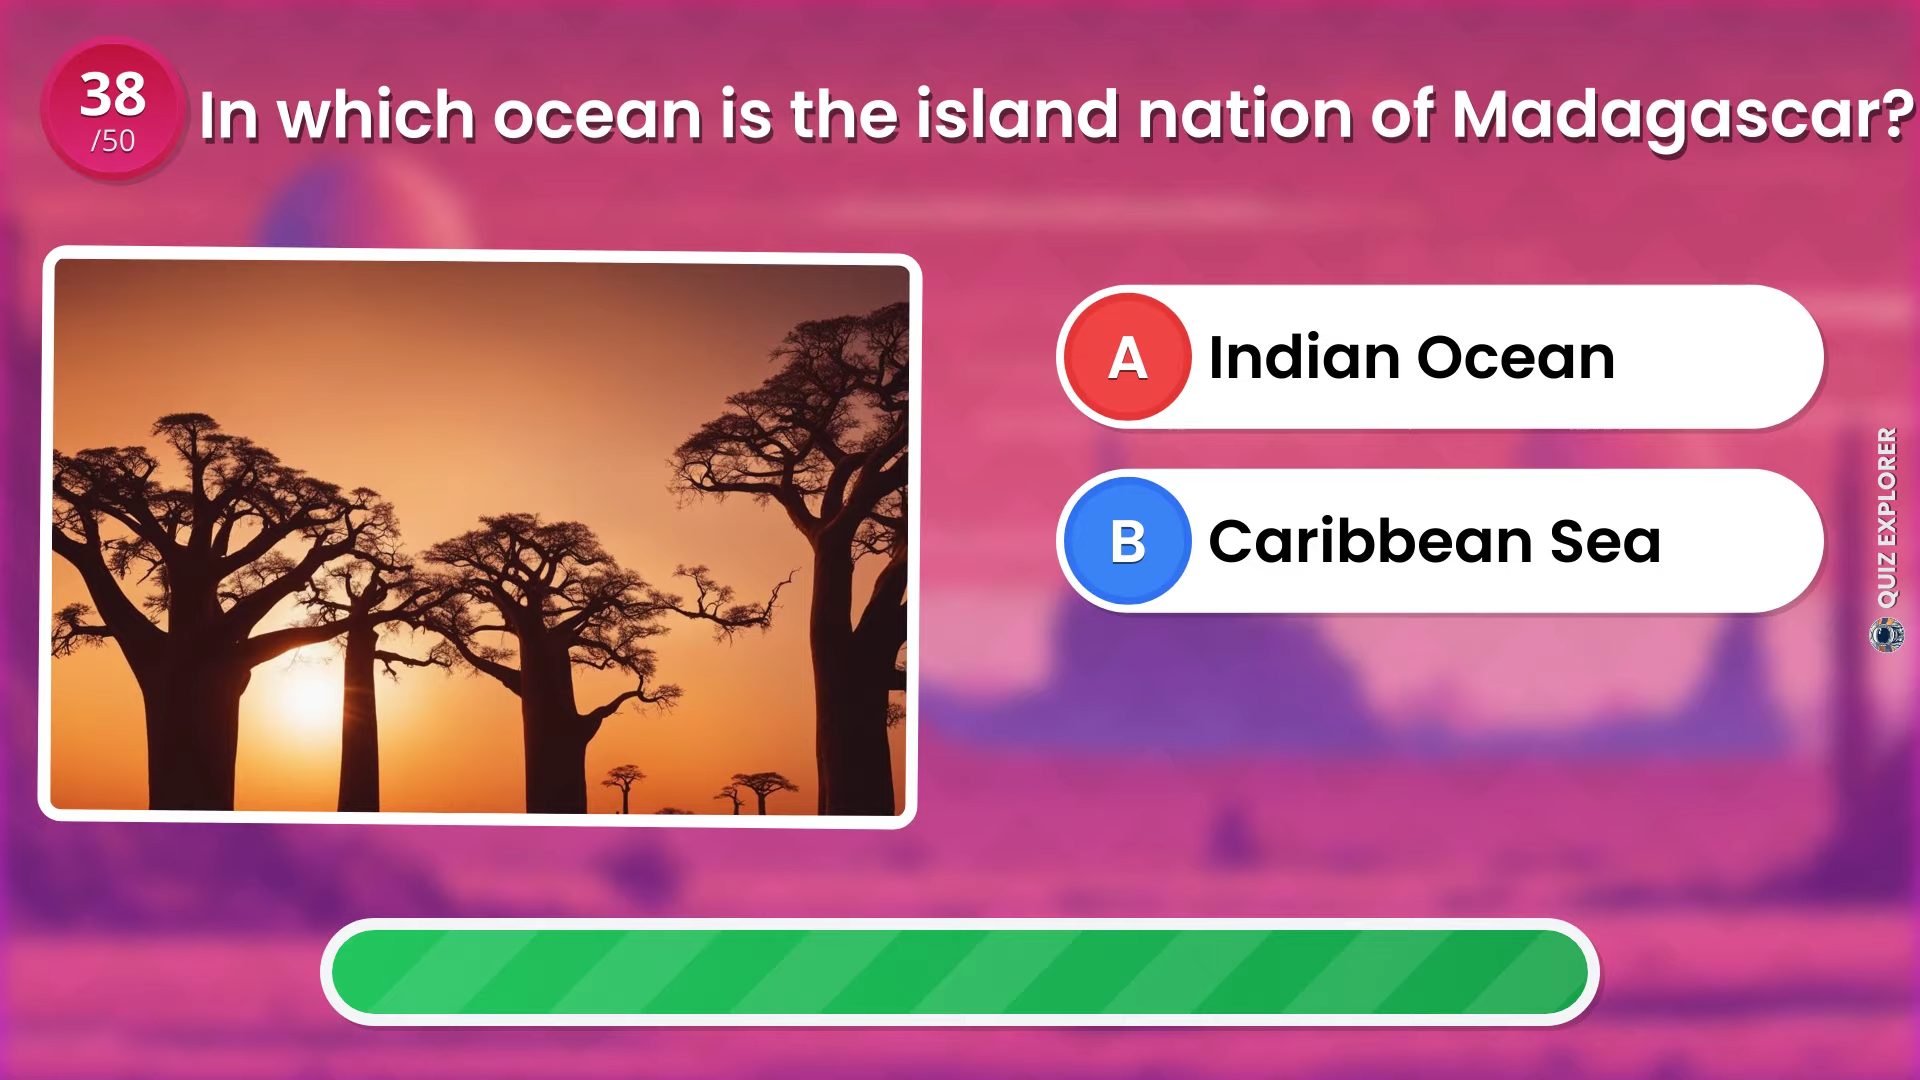 38
/50
In which ocean is the island nation of Madagascar?
A Indian Ocean
B Caribbean Sea
QUIZ EXPLORER